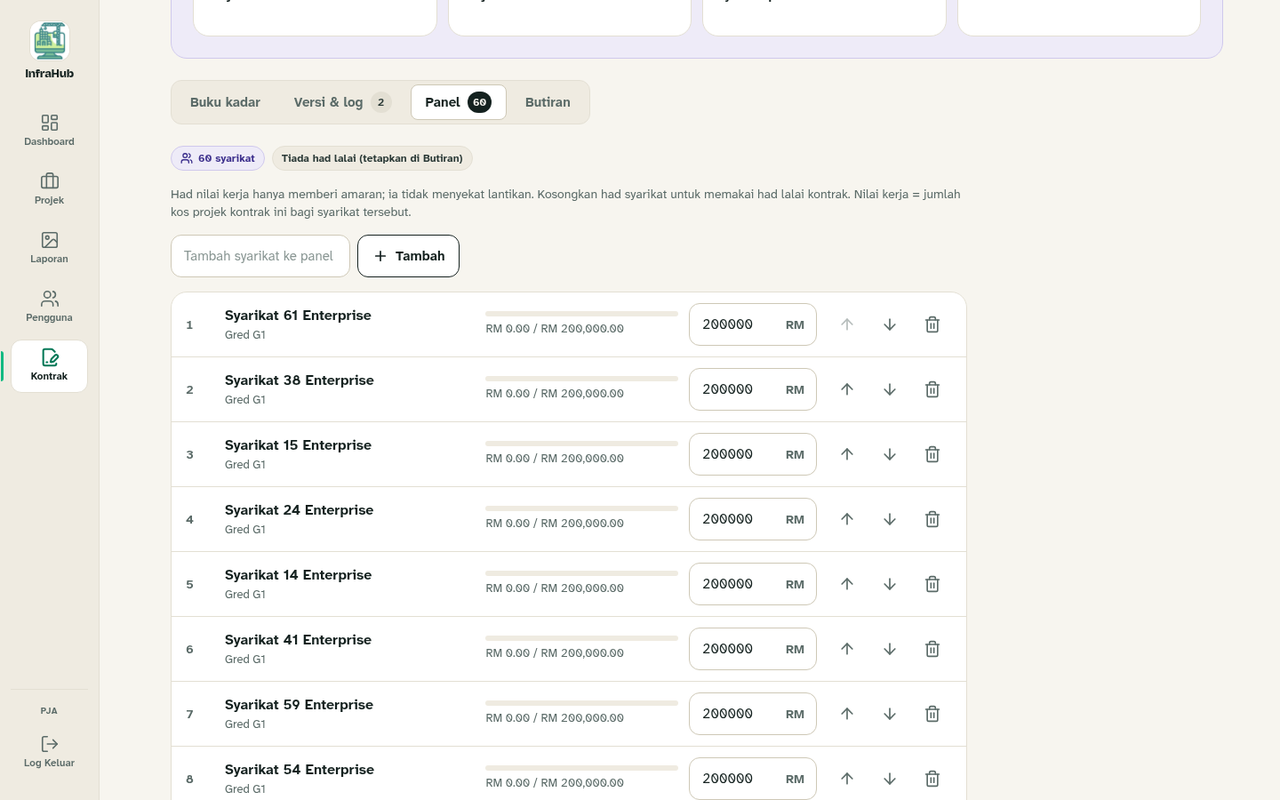 InfraHub
Dashboard
Projek
Laporan
Pengguna
Kontrak
PJA
Log Keluar
Buku kadar
Versi & log 2
Panel 60
Butiran
60 syarikat
Tiada had lalai (tetapkan di Butiran)
Had nilai kerja hanya memberi amaran; ia tidak menyekat lantikan. Kosongkan had syarikat untuk memakai had lalai kontrak. Nilai kerja = jumlah
kos projek kontrak ini bagi syarikat tersebut.
Tambah syarikat ke panel
Tambah
1 Syarikat 61 Enterprise
Gred G1
RM 0.00 / RM 200,000.00
200000 RM
2 Syarikat 38 Enterprise
Gred G1
RM 0.00 / RM 200,000.00
200000 RM
3 Syarikat 15 Enterprise
Gred G1
RM 0.00 / RM 200,000.00
200000 RM
4 Syarikat 24 Enterprise
Gred G1
RM 0.00 / RM 200,000.00
200000 RM
5 Syarikat 14 Enterprise
Gred G1
RM 0.00 / RM 200,000.00
200000 RM
6 Syarikat 41 Enterprise
Gred G1
RM 0.00 / RM 200,000.00
200000 RM
7 Syarikat 59 Enterprise
Gred G1
RM 0.00 / RM 200,000.00
200000 RM
8 Syarikat 54 Enterprise
Gred G1
RM 0.00 / RM 200,000.00
200000 RM